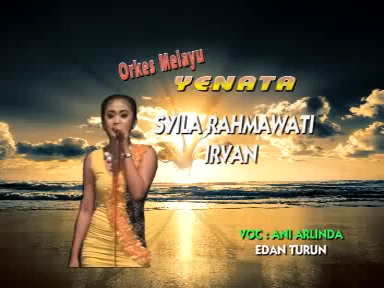 Orkes Melayu
YENATA
SYILA RAHMAWATI
IRVAN
VOC : ANI ARLINDA
EDAN TURUN